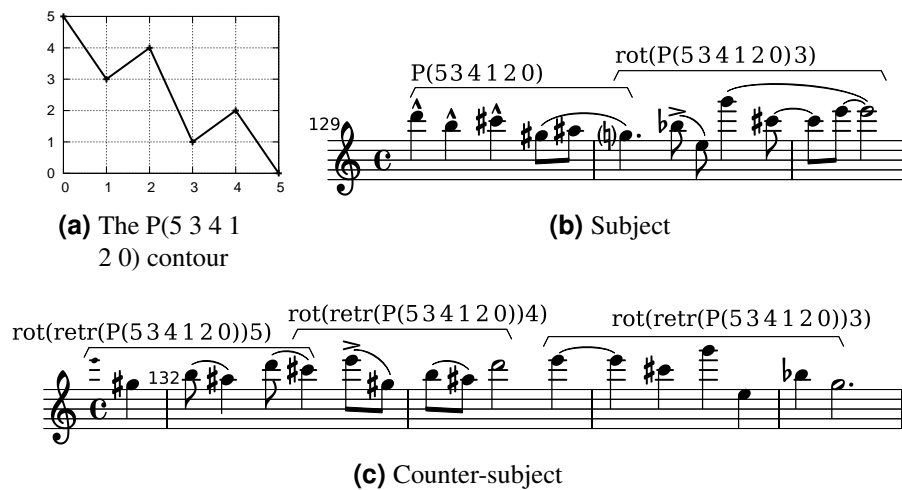 5
4
3
2
1
0
0 1 2 3 4 5
(a) The P(5 3 4 1
2 0) contour
P(5 3 4 1 2 0)
rot(P(5 3 4 1 2 0)3)
129
(b) Subject
rot(retr(P(5 3 4 1 2 0))5)
rot(retr(P(5 3 4 1 2 0))4)
rot(retr(P(5 3 4 1 2 0))3)
132
(c) Counter-subject